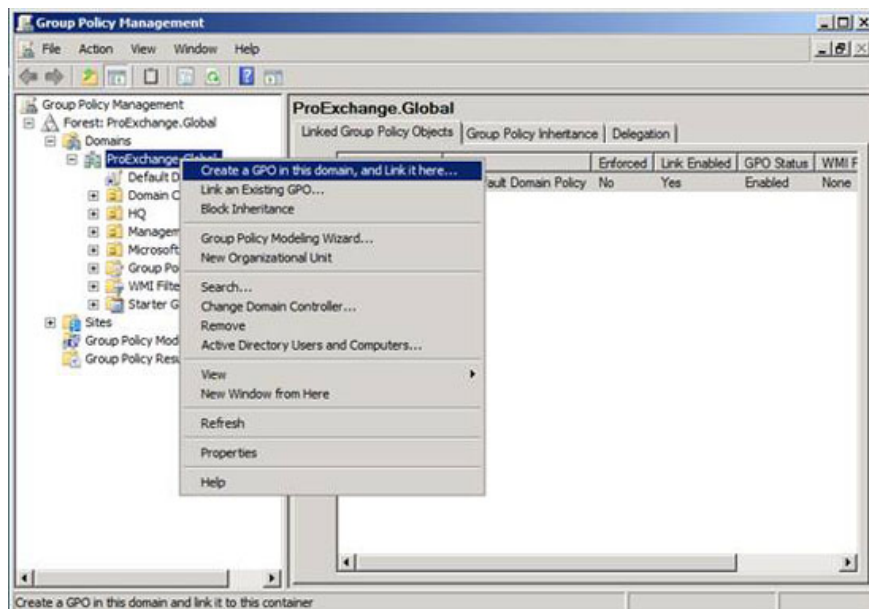 Group Policy Management
File Action View Window Help
Group Policy Management
Forest: ProExchange.Global
Domains
ProExchange.Global
Default D
Domain C
HQ
Managem
Microsoft
Group Po
WMI Filte
Starter G
Sites
Group Policy Mod
Group Policy Resu
ProExchange.Global
Linked Group Policy Objects Group Policy Inheritance Delegation
Enforced Link Enabled GPO Status WMI F
ault Domain Policy No Yes Enabled None
Create a GPO in this domain, and Link it here...
Link an Existing GPO...
Block Inheritance
Group Policy Modeling Wizard...
New Organizational Unit
Search...
Change Domain Controller...
Remove
Active Directory Users and Computers...
View
New Window from Here
Refresh
Properties
Help
Create a GPO in this domain and link it to this container